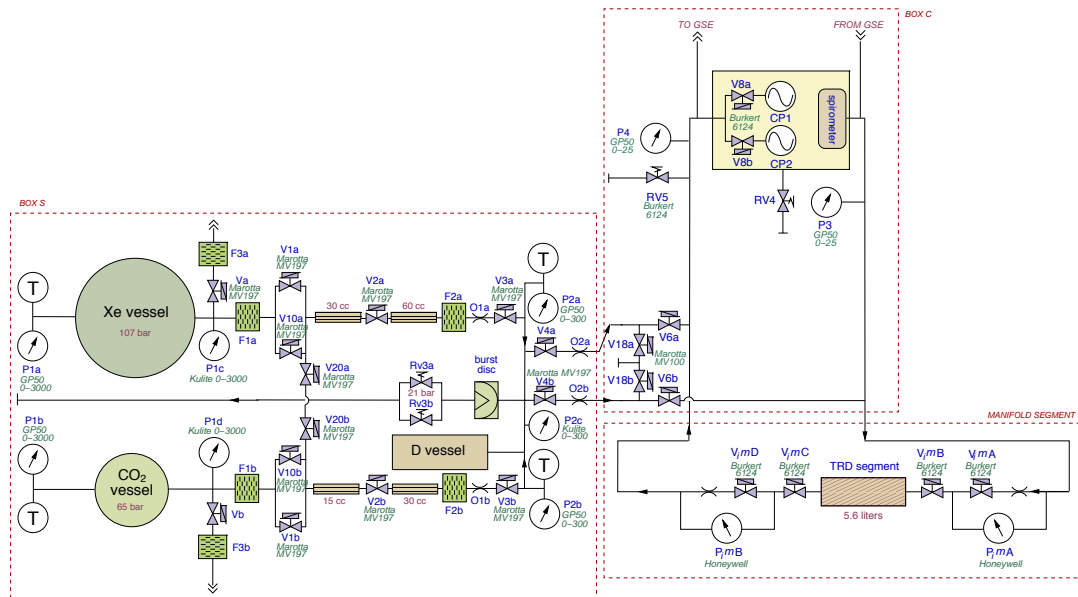 BOX C
TO GSE
FROM GSE
V8a
Burkert
6124
CP1
spirometer
P4
GP50
0–25
V8b
CP2
RV5
Burkert
6124
RV4
P3
GP50
0–25
BOX S
F3a
V1a
Marotta
MV197
T
Va
Marotta
MV197
V2a
Marotta
MV197
V3a
Marotta
MV197
T
Xe vessel
107 bar
30 cc
60 cc
F2a
O1a
P2a
GP50
0–300
F1a
V10a
Marotta
MV197
P1a
GP50
0–3000
P1c
Kulite 0–3000
V20a
Marotta
MV197
Rv3a
21 bar
Rv3b
burst
disc
V4a
O2a
Marotta MV197
V4b
O2b
V18a
V6a
Marotta
MV100
V18b
V6b
P1b
GP50
0–3000
P1d
Kulite 0–3000
V20b
Marotta
MV197
P2c
Kulite
0–300
D vessel
T
MANIFOLD SEGMENT
CO2
vessel
65 bar
F1b
V10b
Marotta
MV197
T
15 cc
30 cc
V2b
Marotta
MV197
F2b
O1b
V3b
Marotta
MV197
P2b
GP50
0–300
Vb
V1b
Marotta
MV197
F3b
VimD
Burkert
6124
VimC
Burkert
6124
TRD segment
5.6 liters
VimB
Burkert
6124
VimA
Burkert
6124
PimB
Honeywell
PimA
Honeywell